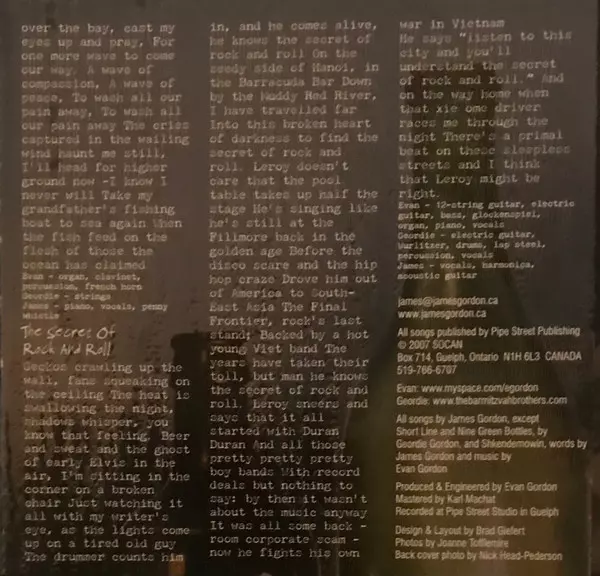 over the bay, cast my
eyes up and pray, For
one more wave to come
our way. A wave of
compassion, A wave of
peace, To wash all our
pain away, To wash all
our pain away The cries
captured in the wailing
wind haunt me still,
I'll head for higher
ground now -I know I
never will Take my
grandfather's fishing
boat to sea again When
the fish feed on the
flesh of those the
ocean has claimed
Evan - organ, clavinet,
percussion, french horn
Geordie - strings
James - piano, vocals, penny
whistle
The Secret Of
Rock And Roll
Geckos crawling up the
wall, fans squeaking on
the ceiling The heat is
swallowing the night,
shadows whisper, you
know that feeling. Beer
and sweat and the ghost
of early Elvis in the
air, I'm sitting in the
corner on a broken
chair Just watching it
all with my writer's
eye, as the lights come
up on a tired old guy
The drummer counts him
in, and he comes alive,
he knows the secret of
rock and roll On the
seedy side of Hanoi, in
the Barracuda Bar Down
by the Muddy Red River,
I have travelled far
Into this broken heart
of darkness to find the
secret of rock and
roll. Leroy doesn't
care that the pool
table takes up half the
stage He's singing like
he's still at the
Fillmore back in the
golden age Before the
disco scare and the hip
hop craze Drove him out
of America to South-
East Asia The Final
Frontier, rock's last
stand; Backed by a hot
young Viet band The
years have taken their
toll, but man he knows
the secret of rock and
roll. Leroy sneers and
says that it all
started with Duran
Duran And all those
pretty pretty pretty
boy bands With record
deals but nothing to
say: by then it wasn't
about the music anyway
It was all some back -
room corporate scam -
now he fights his own
war in Vietnam
He says "listen to this
city and you'll
understand the secret
of rock and roll." And
on the way home when
that xie ome driver
races me through the
night There's a primal
beat on these sleepless
streets and I think
that Leroy might be
right.
Evan - 12-string guitar, electric
guitar, bass, glockenspiel,
organ, piano, vocals
Geordie - electric guitar,
Wurlitzer, drums, lap steel,
percussion, vocals
James - vocals, harmonica,
acoustic guitar
james@jamesgordon.ca
www.jamesgordon.ca
All songs published by Pipe Street Publishing
© 2007 SOCAN
Box 714, Guelph, Ontario N1H 6L3 CANADA
519-766-6707
Evan: www.myspace.com/egordon
Geordie: www.thebarmitzvahbrothers.com
All songs by James Gordon, except
Short Line and Nine Green Bottles, by
Geordie Gordon, and Shkendemowin, words by
James Gordon and music by
Evan Gordon
Produced & Engineered by Evan Gordon
Mastered by Karl Machat
Recorded at Pipe Street Studio in Guelph
Design & Layout by Brad Giefert
Photos by Joanne Tofflemire
Back cover photo by Nick Head-Pederson